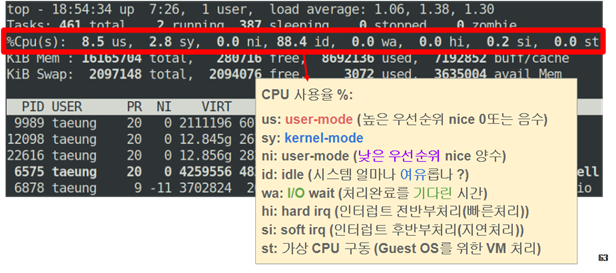 top - 18:54:34 up  7:26,  1 user,  load average: 1.06, 1.38, 1.30
Tasks: 461 total,   2 running, 387 sleeping,   0 stopped,   0 zombie
%Cpu(s):  8.5 us,  2.8 sy,  0.0 ni, 88.4 id,  0.0 wa,  0.0 hi,  0.2 si,  0.0 st
KiB Mem : 16165704 total,   280716 free,  8692136 used,  7192852 buff/cache
KiB Swap:  2097148 total,  2094076 free,     3072 used.  3635004 avail Mem
PID USER      PR  NI    VIRT
9989 taeung    20   0 2111196 60
12098 taeung    20   0 12.845g 26
22616 taeung    20   0 12.856g 28
6575 taeung    20   0 4259556 48 ell
6878 taeung     9 -11 3702824 2 io
CPU 사용율 %:
us: user-mode (높은 우선순위 nice 0또는 음수)
sy: kernel-mode
ni: user-mode (낮은 우선순위 nice 양수)
id: idle (시스템 얼마나 여유롭나 ?)
wa: I/O wait (처리완료를 기다린 시간)
hi: hard irq (인터럽트 전반부처리(빠른처리))
si: soft irq (인터럽트 후반부처리(지연처리))
st: 가상 CPU 구동 (Guest OS를 위한 VM 처리)